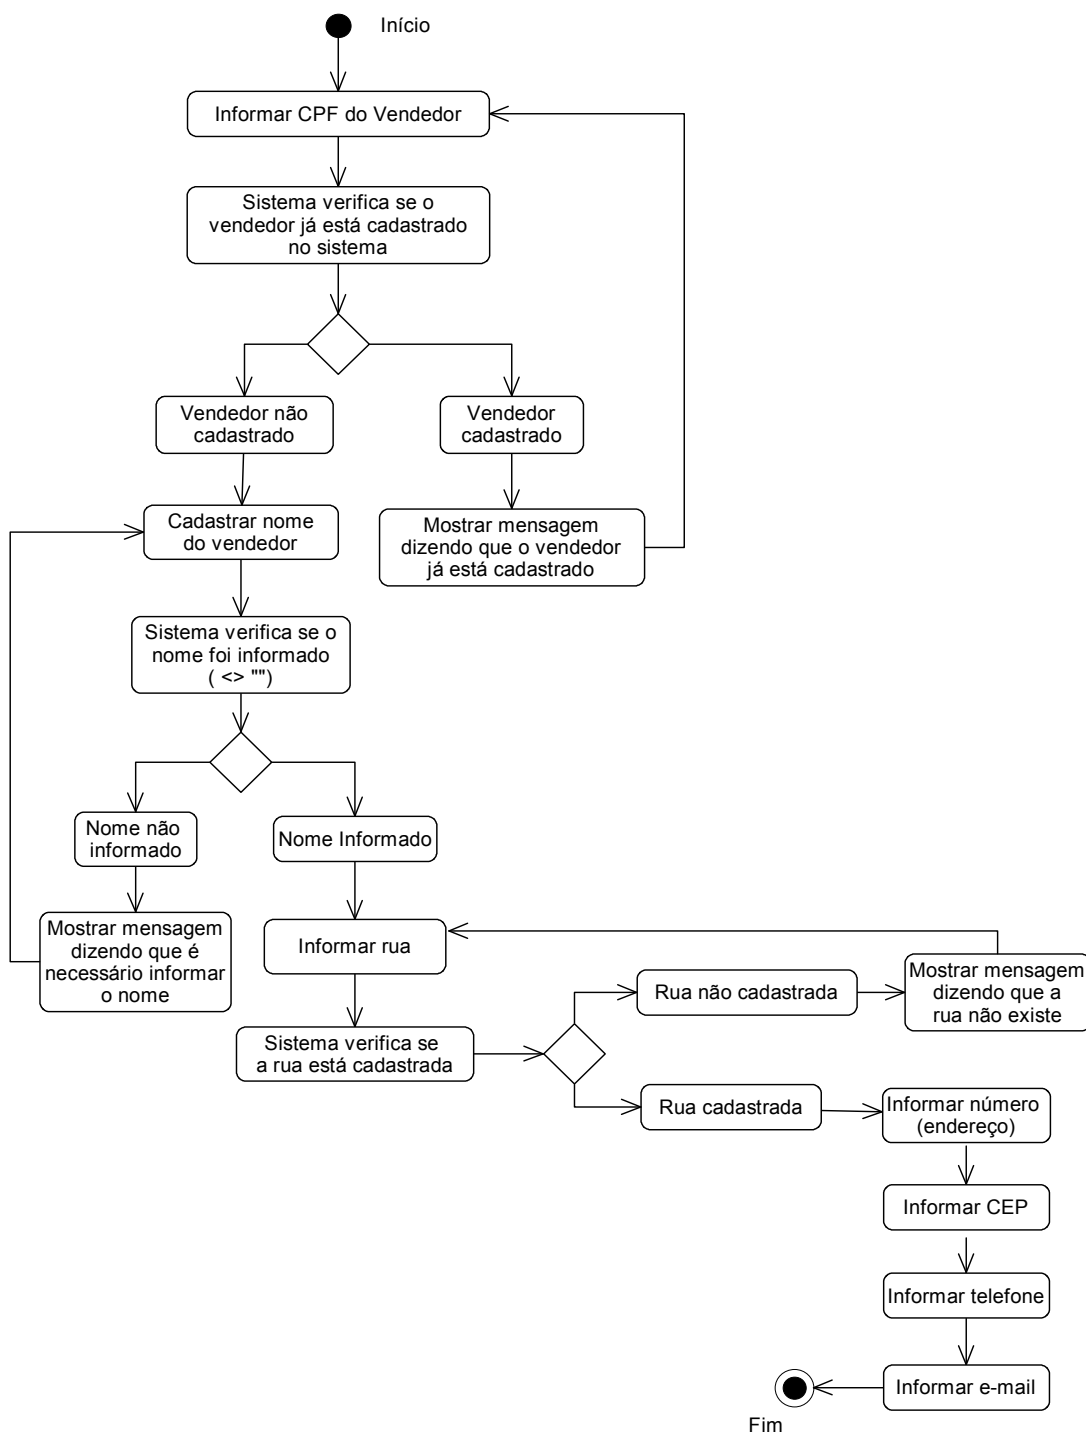 Início
Informar CPF do Vendedor
Sistema verifica se o
vendedor já está cadastrado
no sistema
Vendedor não
cadastrado
Vendedor
cadastrado
Cadastrar nome
do vendedor
Mostrar mensagem
dizendo que o vendedor
já está cadastrado
Sistema verifica se o
nome foi informado
( <> "")
Nome não
informado
Nome Informado
Mostrar mensagem
dizendo que é
necessário informar
o nome
Informar rua
Sistema verifica se
a rua está cadastrada
Rua não cadastrada
Mostrar mensagem
dizendo que a
rua não existe
Rua cadastrada
Informar número
(endereço)
Informar CEP
Informar telefone
Informar e-mail
Fim